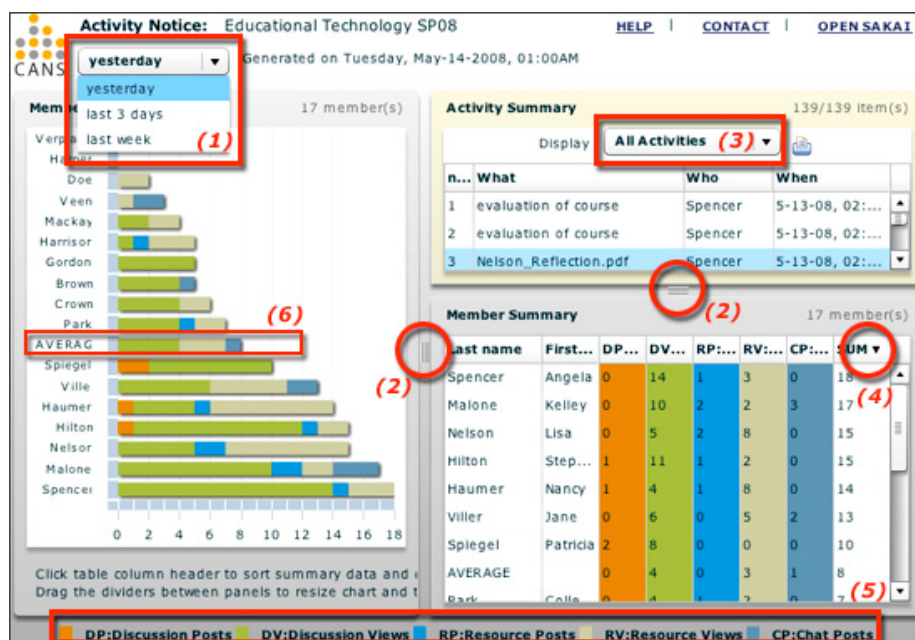 Activity Notice: Educational Technology SP08 HELP | CONTACT | OPEN SAKAI
CANS
yesterday
Generated on Tuesday, May-14-2008, 01:00AM
yesterday
last 3 days
last week
(1)
17 member(s)
Doe
Veen
Mackay
Harrisor
Gordon
Brown
Crown
Park
(6)
AVERAG
Spiegel
(2)
Ville
Haumer
Hilton
Nelsor
Malone
Spencer
0 2 4 6 8 10 12 14 16 18
Click table column header to sort summary data and
Drag the dividers between panels to resize chart and t
Activity Summary 139/139 item(s)
Display All Activities (3)
n... What Who When
1 evaluation of course Spencer 5-13-08, 02:...
2 evaluation of course Spencer 5-13-08, 02:...
3 Nelson_Reflection.pdf Spencer 5-13-08, 02:...
(2)
Member Summary 17 member(s)
Last name First... DP... DV... RP:... RV:... CP:... SUM
Spencer Angela 0 14 1 3 0 18
(4)
Malone Kelley 0 10 2 2 3 17
Nelson Lisa 0 5 2 8 0 15
Hilton Step... 1 11 1 2 0 15
Haumer Nancy 1 4 1 8 0 14
Viller Jane 0 6 0 5 2 13
Spiegel Patricia 2 8 0 0 0 10
AVERAGE 0 4 0 3 1 8
(5)
Park Colle 0 4 1 2 0 7
DP:Discussion Posts DV:Discussion Views RP:Resource Posts RV:Resource Views CP:Chat Posts